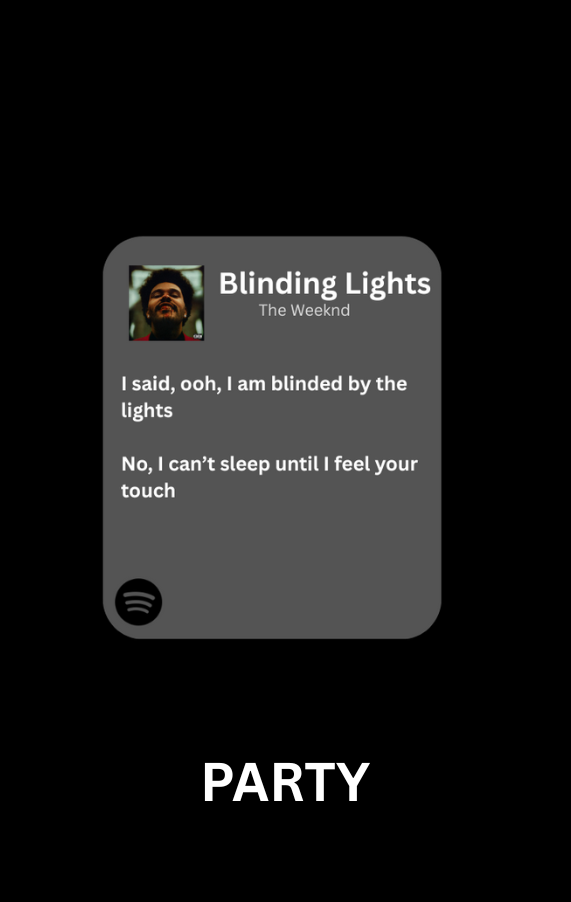 Blinding Lights
The Weeknd
I said, ooh, I am blinded by the
lights
No, I can’t sleep until I feel your
touch
PARTY